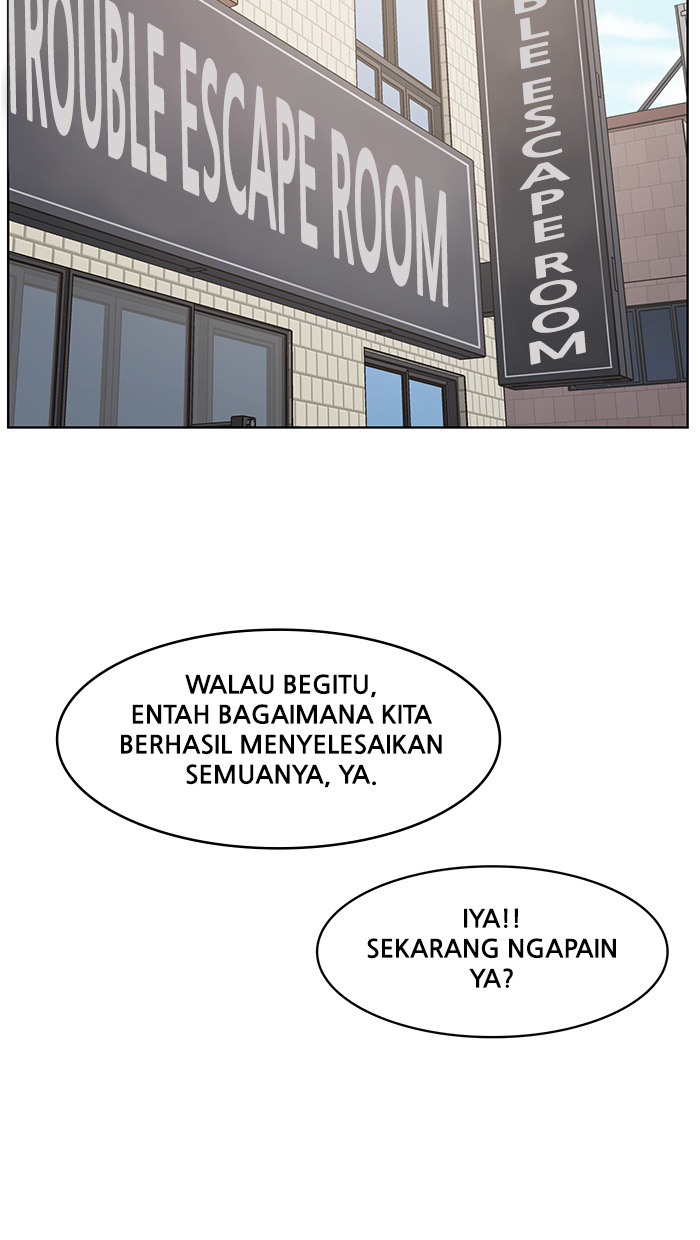 TROUBLE ESCAPE ROOM
BLE ESCAPE ROOM
WALAU BEGITU,
ENTAH BAGAIMANA KITA
BERHASIL MENYELESAIKAN
SEMUANYA, YA.
IYA!!
SEKARANG NGAPAIN
YA?